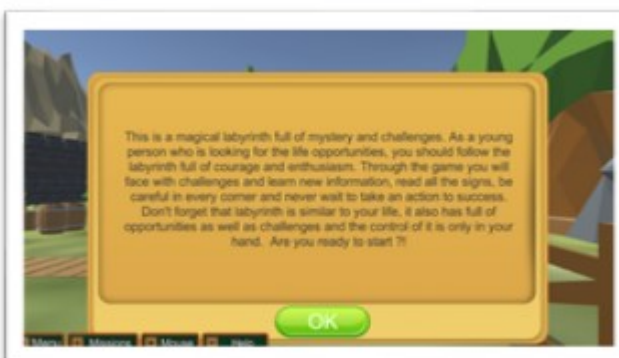 This is a magical labyrinth full of mystery and challenges. As a young
person who is looking for the life opportunities, you should follow the
labyrinth full of courage and enthusiasm. Through the game you will
face with challenges and learn new information, read all the signs, be
careful in every corner and never wait to take an action to success.
Don't forget that labyrinth is similar to your life, it also has full of
opportunities as well as challenges and the control of it is only in your
hand. Are you ready to start ?!
OK
Menu Missions Mouse Help